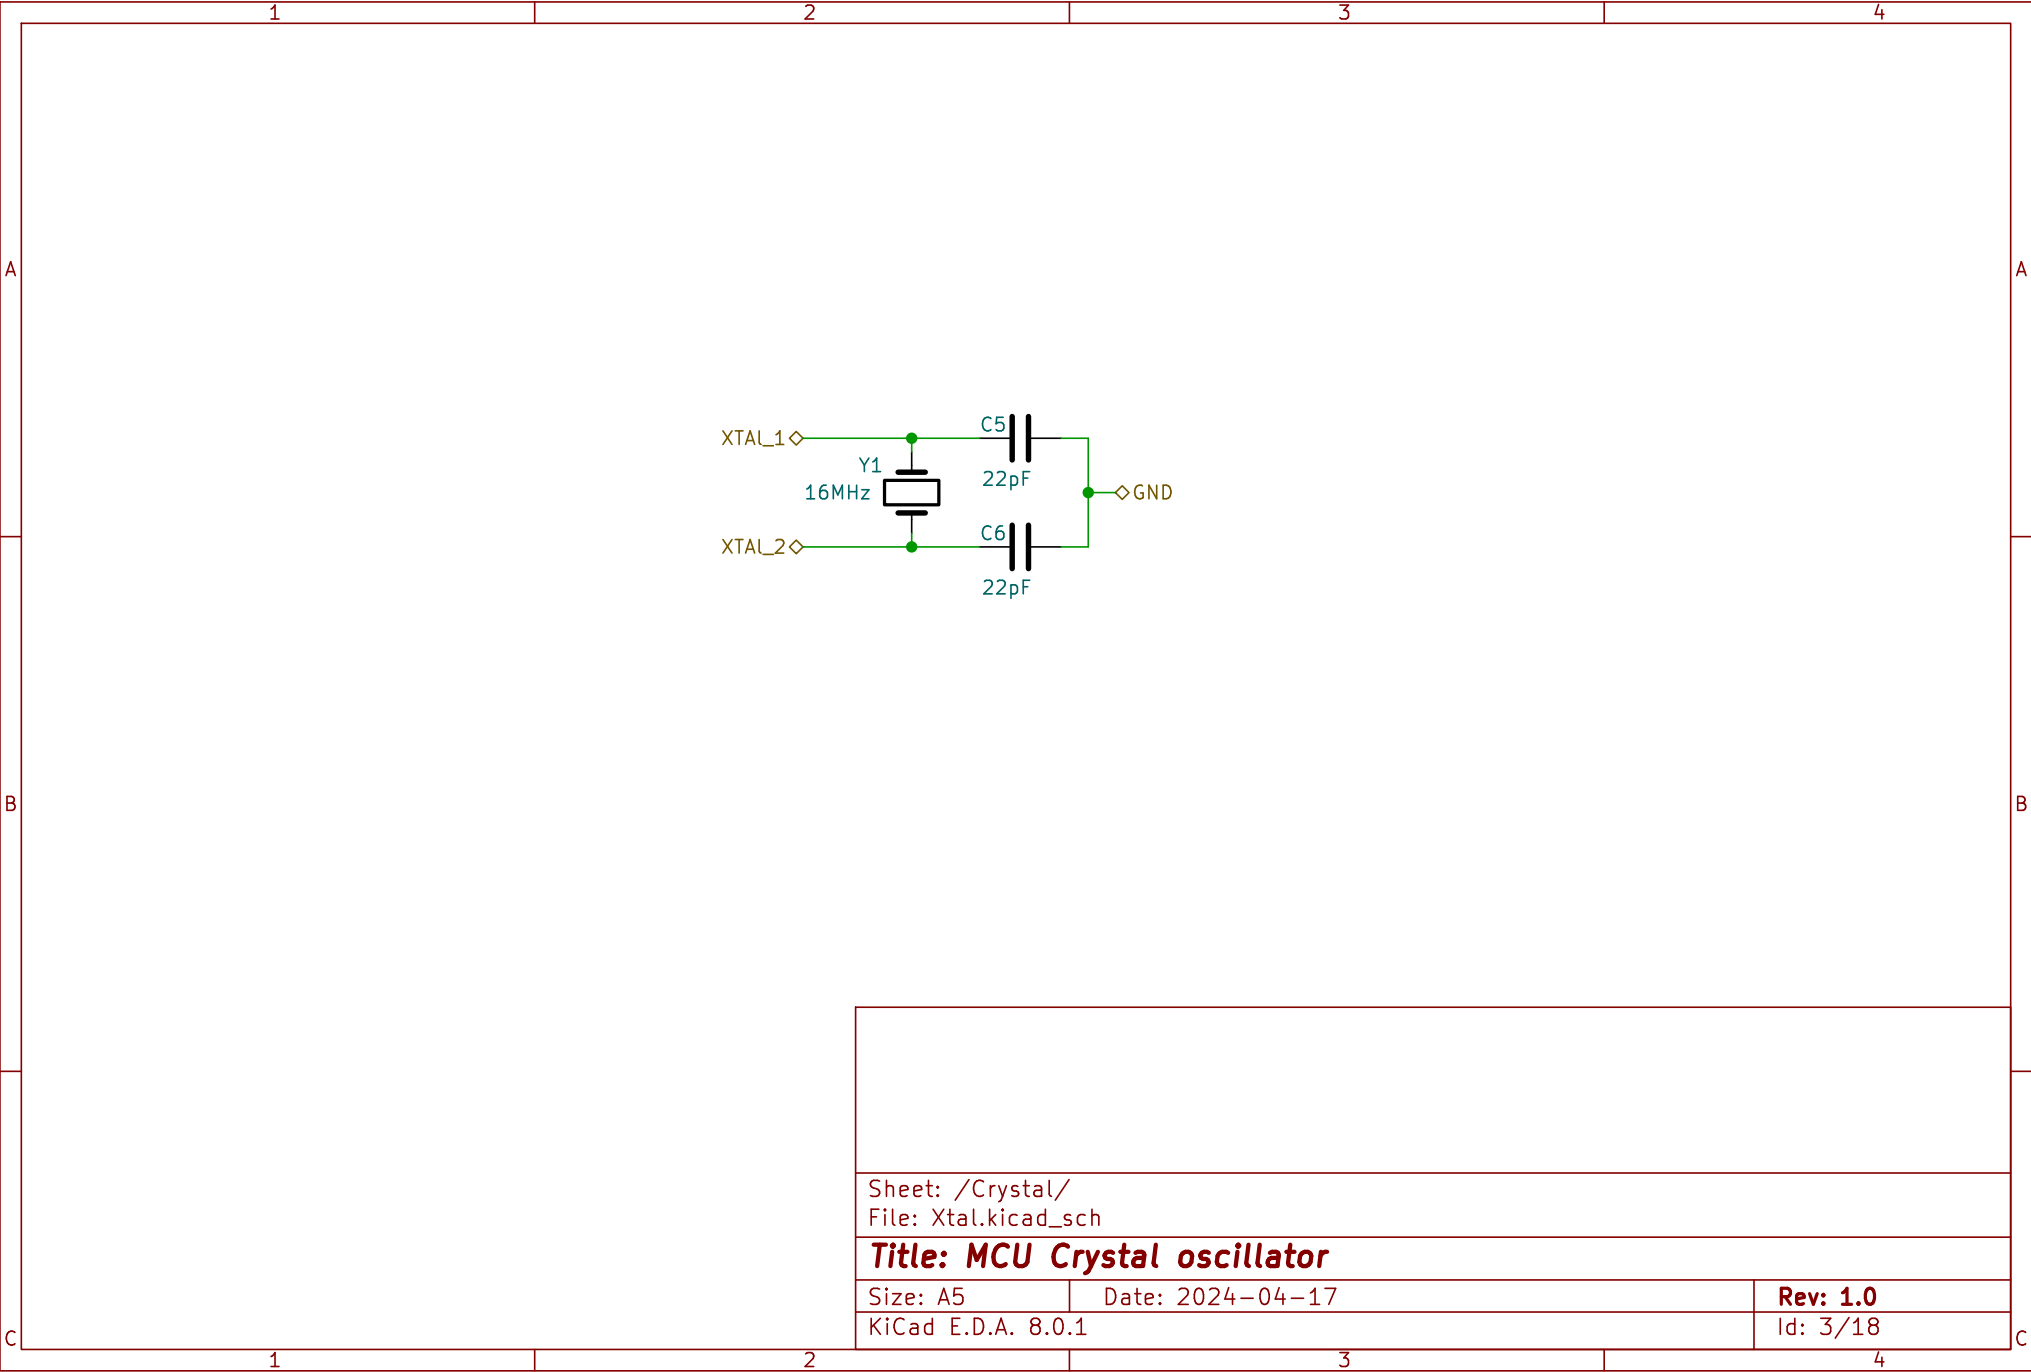 1 2 3 4
A A
XTAl_1 C5
Y1 22pF
16MHz GND
XTAl_2 C6
22pF
B B
Sheet: /Crystal/
File: Xtal.kicad_sch
Title: MCU Crystal oscillator
Size: A5 Date: 2024-04-17 Rev: 1.0
KiCad E.D.A. 8.0.1 Id: 3/18
C C
1 2 3 4